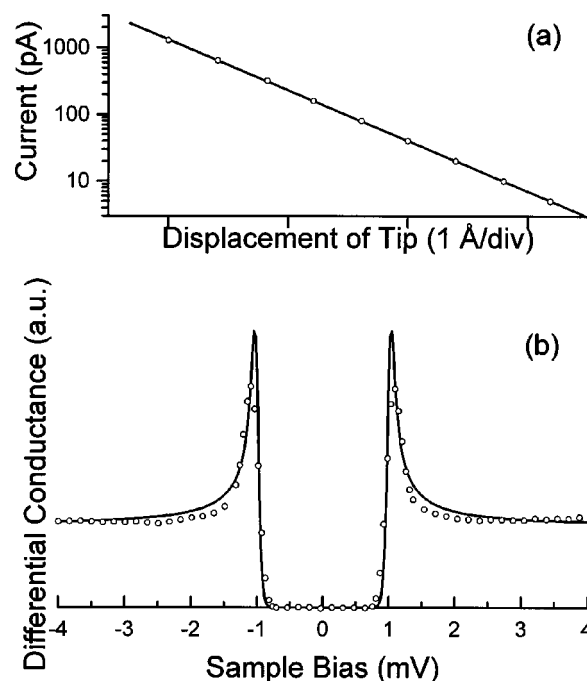 (a)
Current (pA)
1000
100
10
Displacement of Tip (1 Å/div)
(b)
Differential Conductance (a.u.)
-4 -3 -2 -1 0 1 2 3 4
Sample Bias (mV)